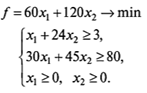 f = 60x₁ + 120x₂ → min
x₁ + 24x₂ ≥ 3,
30x₁ + 45x₂ ≥ 80,
x₁ ≥ 0, x₂ ≥ 0.